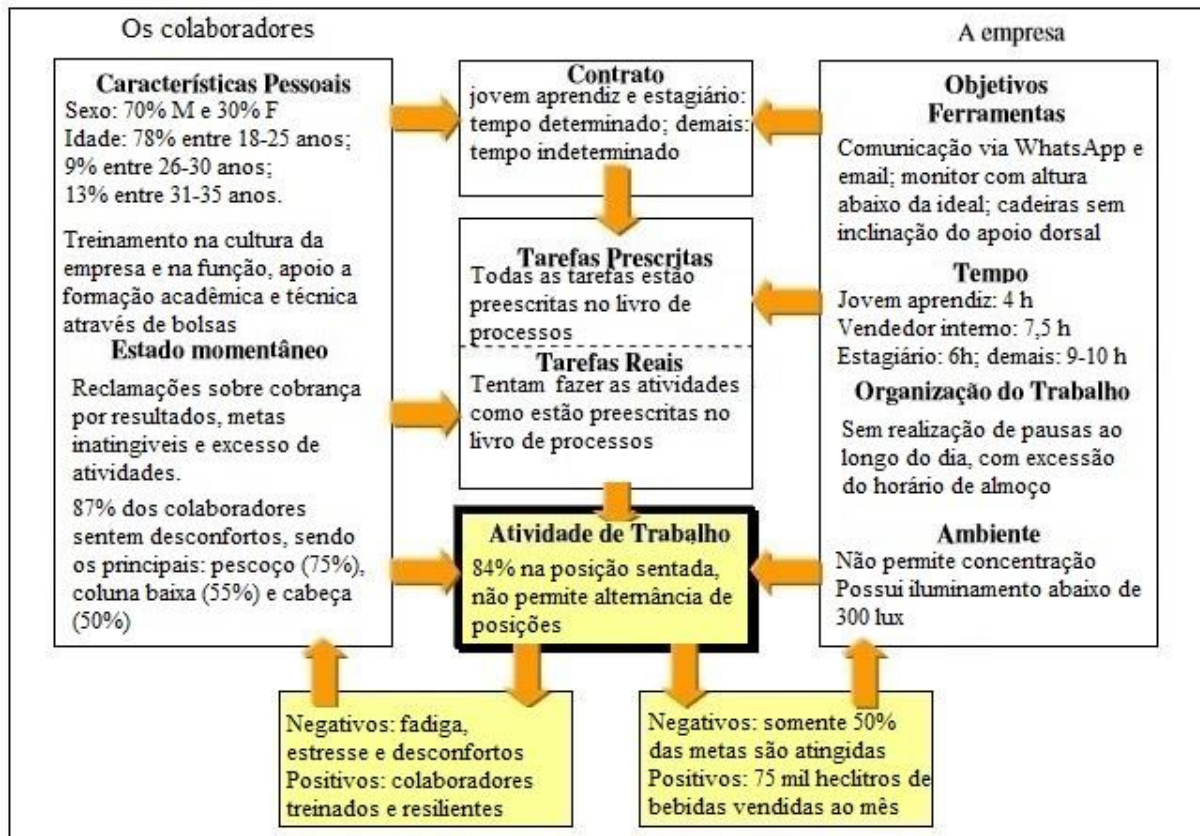 Os colaboradores
Características Pessoais
Sexo: 70% M e 30% F
Idade: 78% entre 18-25 anos;
9% entre 26-30 anos;
13% entre 31-35 anos.
Treinamento na cultura da
empresa e na função, apoio a
formação acadêmica e técnica
através de bolsas
Estado momentâneo
Reclamações sobre cobrança
por resultados, metas
inatingiveis e excesso de
atividades.
87% dos colaboradores
sentem desconfortos, sendo
os principais: pescoço (75%),
coluna baixa (55%) e cabeça
(50%)
Contrato
jovem aprendiz e estagiário:
tempo determinado; demais:
tempo indeterminado
Tarefas Prescritas
Todas as tarefas estão
preescritas no livro de
processos
Tarefas Reais
Tentam fazer as atividades
como estão preescritas no
livro de processos
Atividade de Trabalho
84% na posição sentada,
não permite alternância de
posições
A empresa
Objetivos
Ferramentas
Comunicação via WhatsApp e
email; monitor com altura
abaixo da ideal; cadeiras sem
inclinação do apoio dorsal
Tempo
Jovem aprendiz: 4 h
Vendedor interno: 7,5 h
Estagiário: 6h; demais: 9-10 h
Organização do Trabalho
Sem realização de pausas ao
longo do dia, com excessão
do horário de almoço
Ambiente
Não permite concentração
Possui iluminamento abaixo de
300 lux
Negativos: fadiga,
estresse e desconfortos
Positivos: colaboradores
treinados e resilientes
Negativos: somente 50%
das metas são atingidas
Positivos: 75 mil heclitros de
bebidas vendidas ao mês